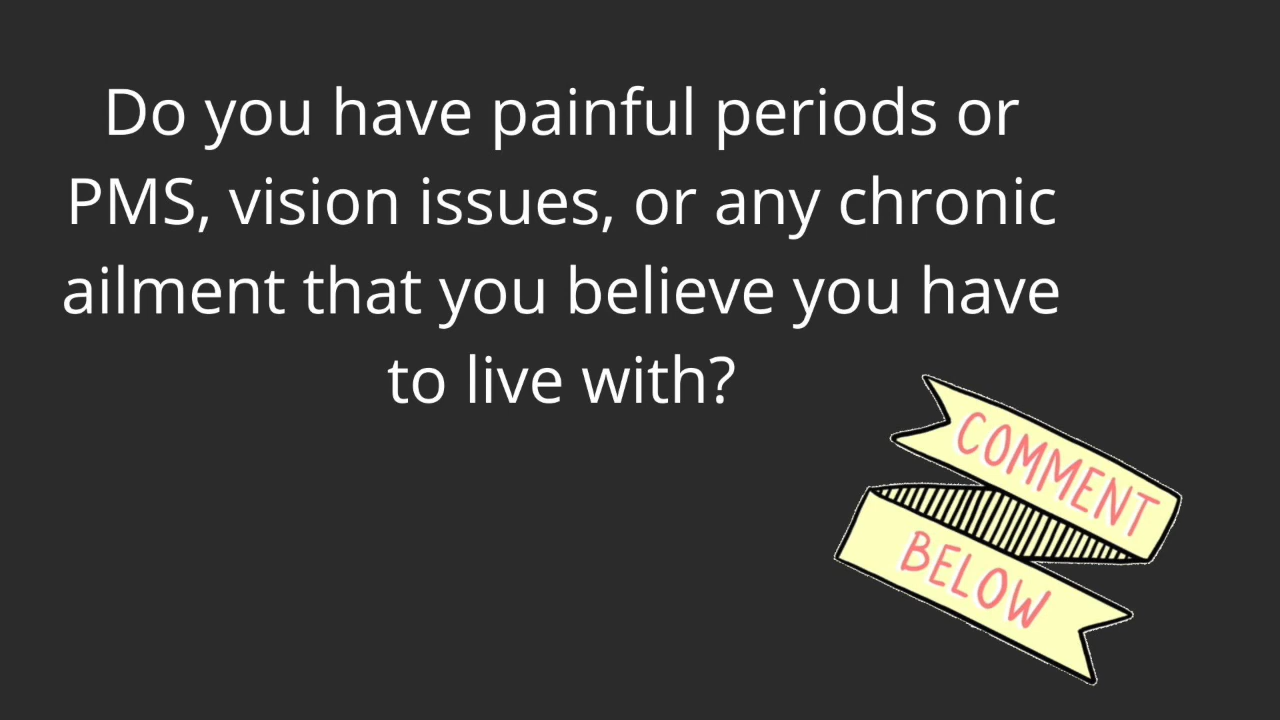 Do you have painful periods or
PMS, vision issues, or any chronic
ailment that you believe you have
to live with?
COMMENT
BELOW